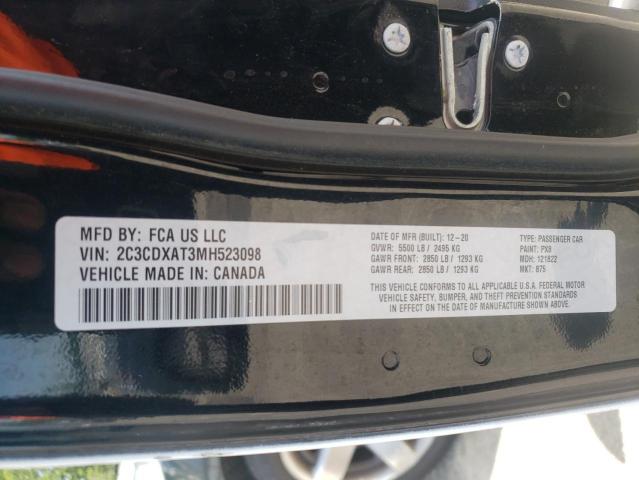 MFD BY: FCA US LLC
VIN: 2C3CDXAT3MH523098
VEHICLE MADE IN: CANADA
DATE OF MFR (BUILT): 12-20
GVWR: 5500 LB / 2495 KG
GAWR FRONT: 2850 LB / 1293 KG
GAWR REAR: 2850 LB / 1293 KG
TYPE: PASSENGER CAR
PAINT: PX8
MDH: 121822
MKT: B75
THIS VEHICLE CONFORMS TO ALL APPLICABLE U.S.A. FEDERAL MOTOR
VEHICLE SAFETY, BUMPER, AND THEFT PREVENTION STANDARDS
IN EFFECT ON THE DATE OF MANUFACTURE SHOWN ABOVE.